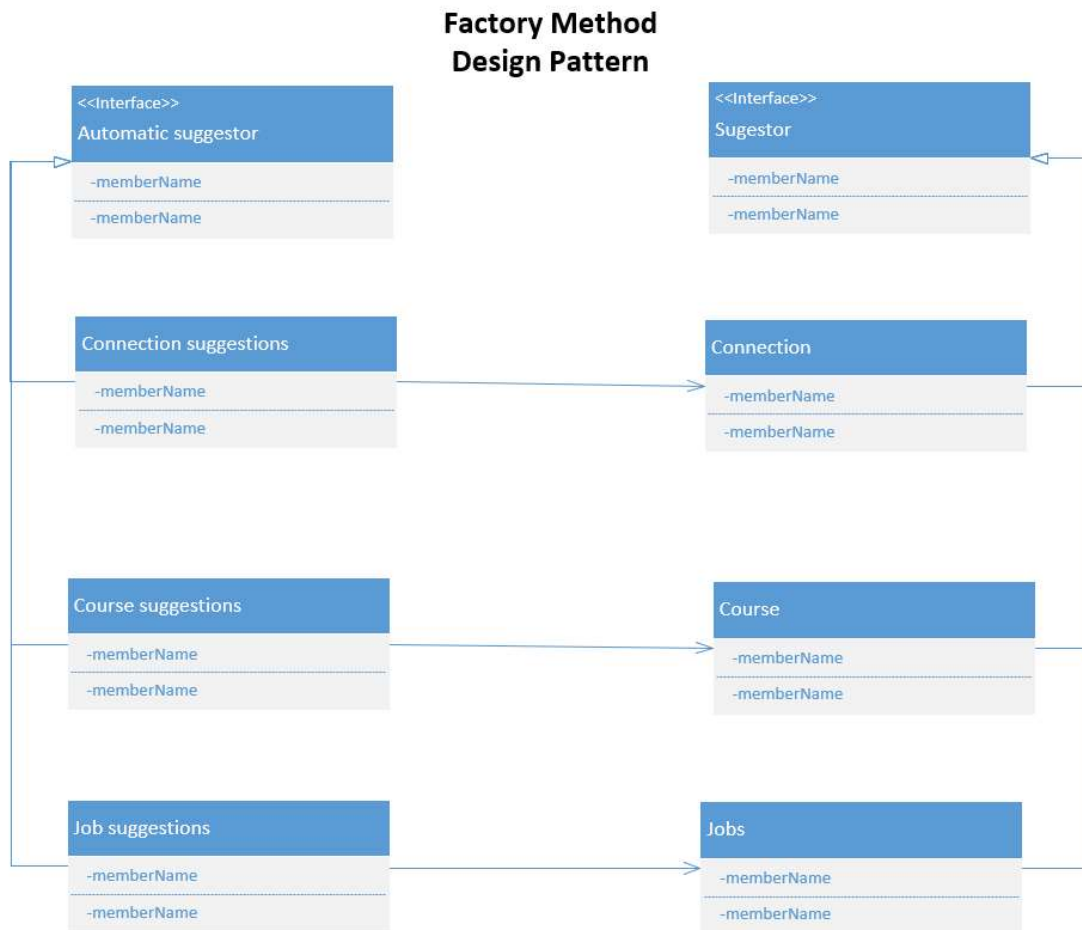 Factory Method
Design Pattern
<<Interface>>
Automatic suggestor
-memberName
-memberName
<<Interface>>
Sugestor
-memberName
-memberName
Connection suggestions
-memberName
-memberName
Connection
-memberName
-memberName
Course suggestions
-memberName
-memberName
Course
-memberName
-memberName
Job suggestions
-memberName
-memberName
Jobs
-memberName
-memberName